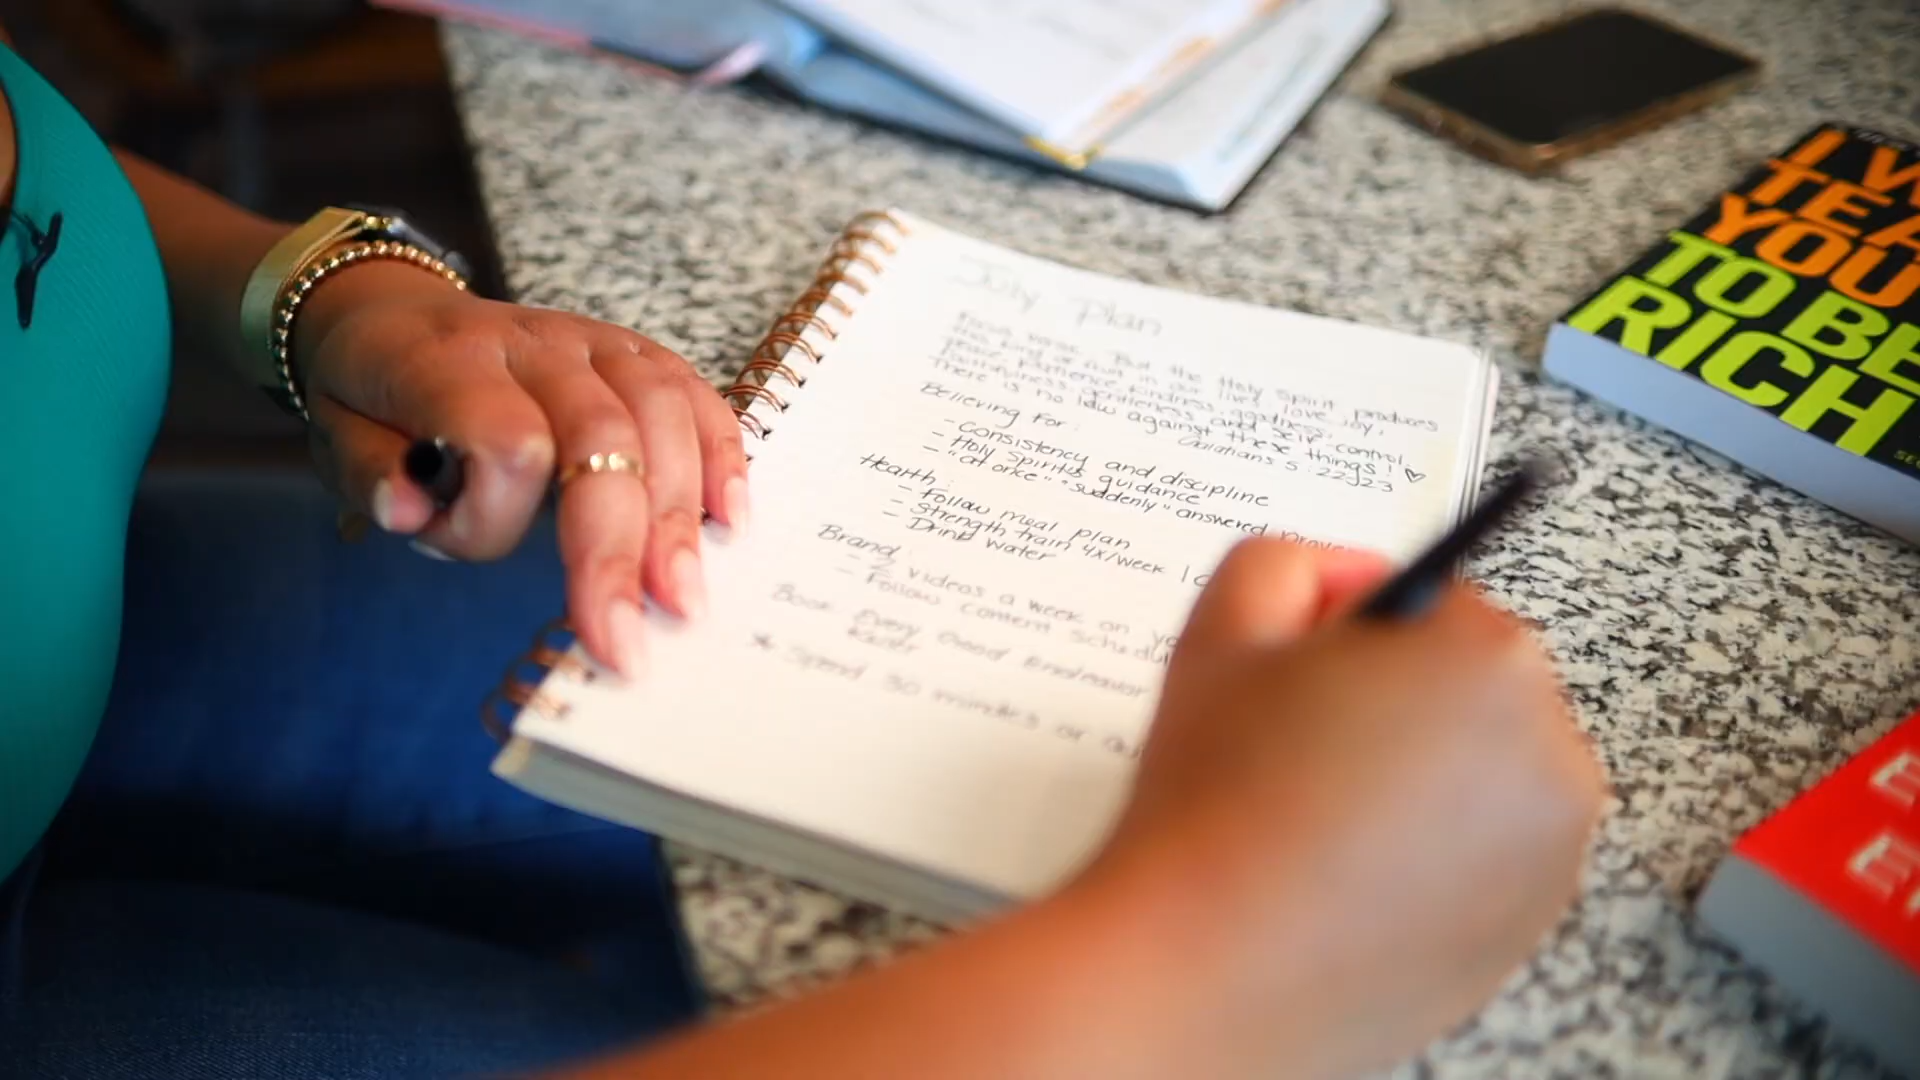 July Plan
Focus verse: But the Holy Spirit produces
this kind of fruit in our lives: love, joy,
peace, patience, kindness, goodness,
faithfulness, gentleness and self-control.
There is no law against these things! ♡
Galatians 5:22-23
Believing For:
- Consistency and discipline
- Holy Spirit's guidance
- "at once" "suddenly" answered
Health:
- Follow meal plan
- Strength train 4x/week
- Drink water
Brand:
- 2 videos a week on
- Follow content
Book
Every Good Endeavor
* Spend 30 minutes or
I W
TEA
YOU
TO BE
RICH